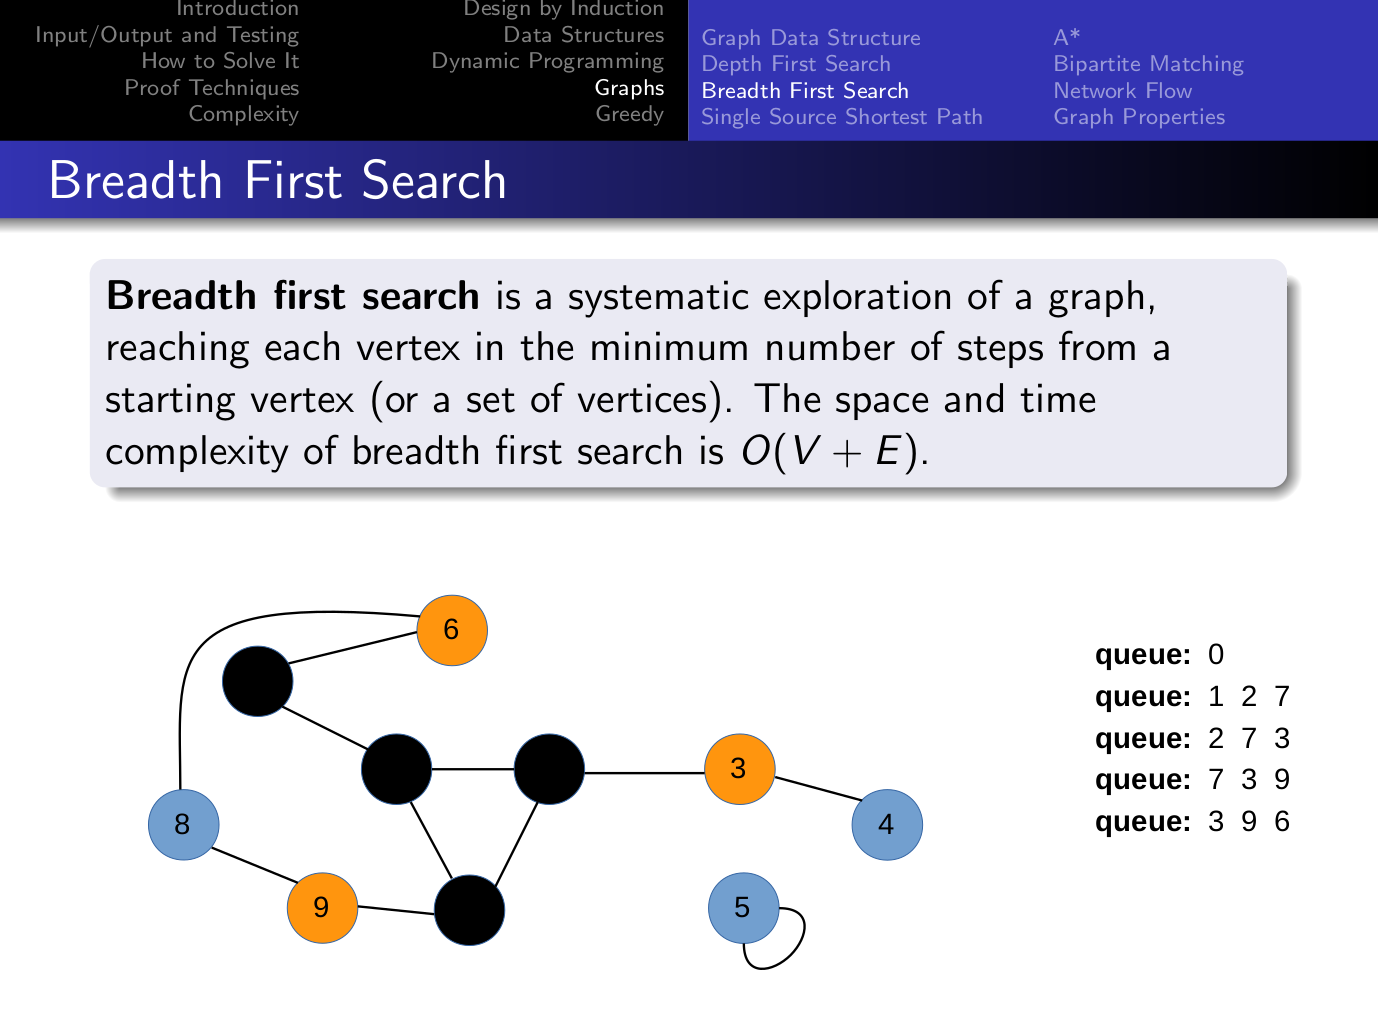 Introduction
Input/Output and Testing
How to Solve It
Proof Techniques
Complexity
Design by Induction
Data Structures
Dynamic Programming
Graphs
Greedy
Graph Data Structure
Depth First Search
Breadth First Search
Single Source Shortest Path
A*
Bipartite Matching
Network Flow
Graph Properties
Breadth First Search
Breadth first search is a systematic exploration of a graph,
reaching each vertex in the minimum number of steps from a
starting vertex (or a set of vertices). The space and time
complexity of breadth first search is O(V + E).
6
3
8
4
9
5
queue: 0
queue: 1 2 7
queue: 2 7 3
queue: 7 3 9
queue: 3 9 6